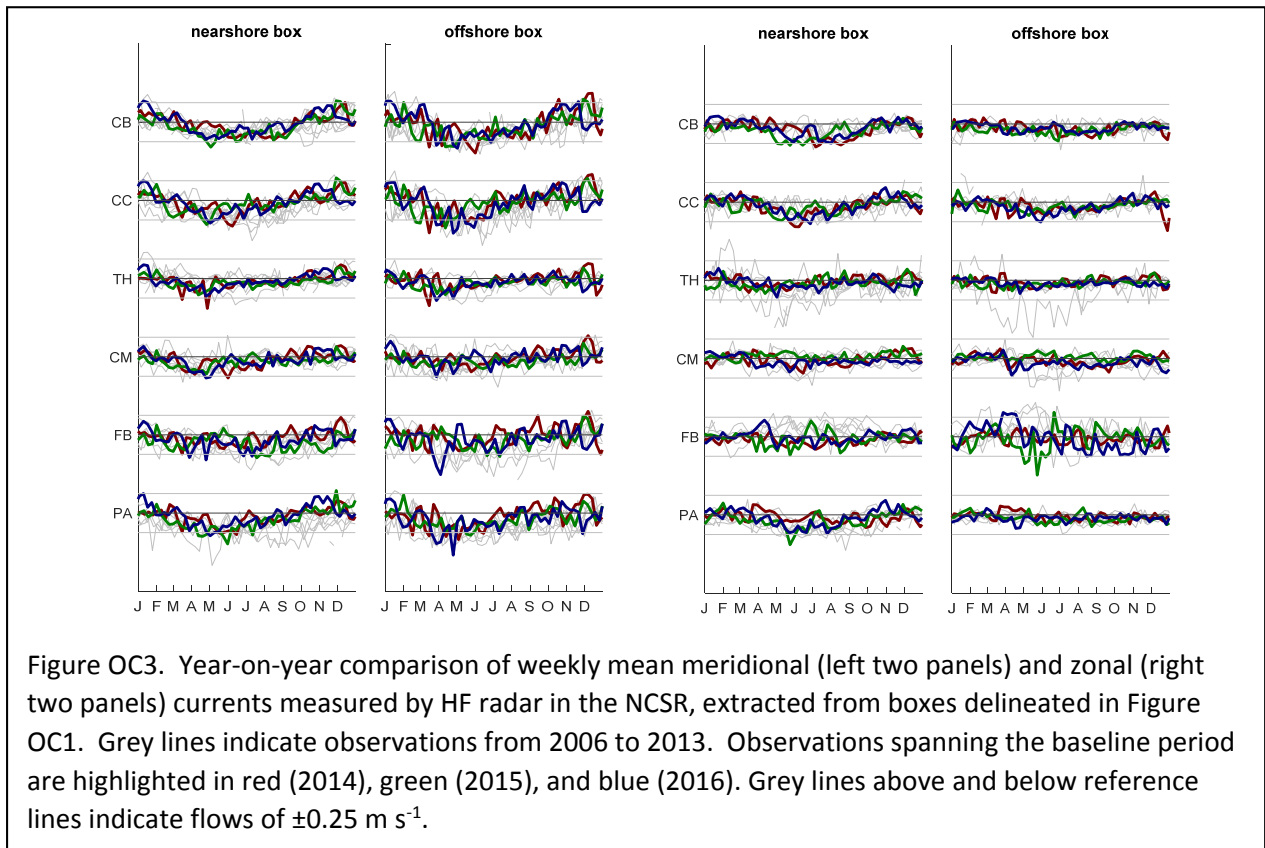 nearshore box offshore box nearshore box offshore box
CB CB
CC CC
TH TH
CM CM
FB FB
PA PA
J F M A M J J A S O N D J F M A M J J A S O N D J F M A M J J A S O N D J F M A M J J A S O N D
Figure OC3. Year-on-year comparison of weekly mean meridional (left two panels) and zonal (right
two panels) currents measured by HF radar in the NCSR, extracted from boxes delineated in Figure
OC1. Grey lines indicate observations from 2006 to 2013. Observations spanning the baseline period
are highlighted in red (2014), green (2015), and blue (2016). Grey lines above and below reference
lines indicate flows of ±0.25 m s⁻¹.